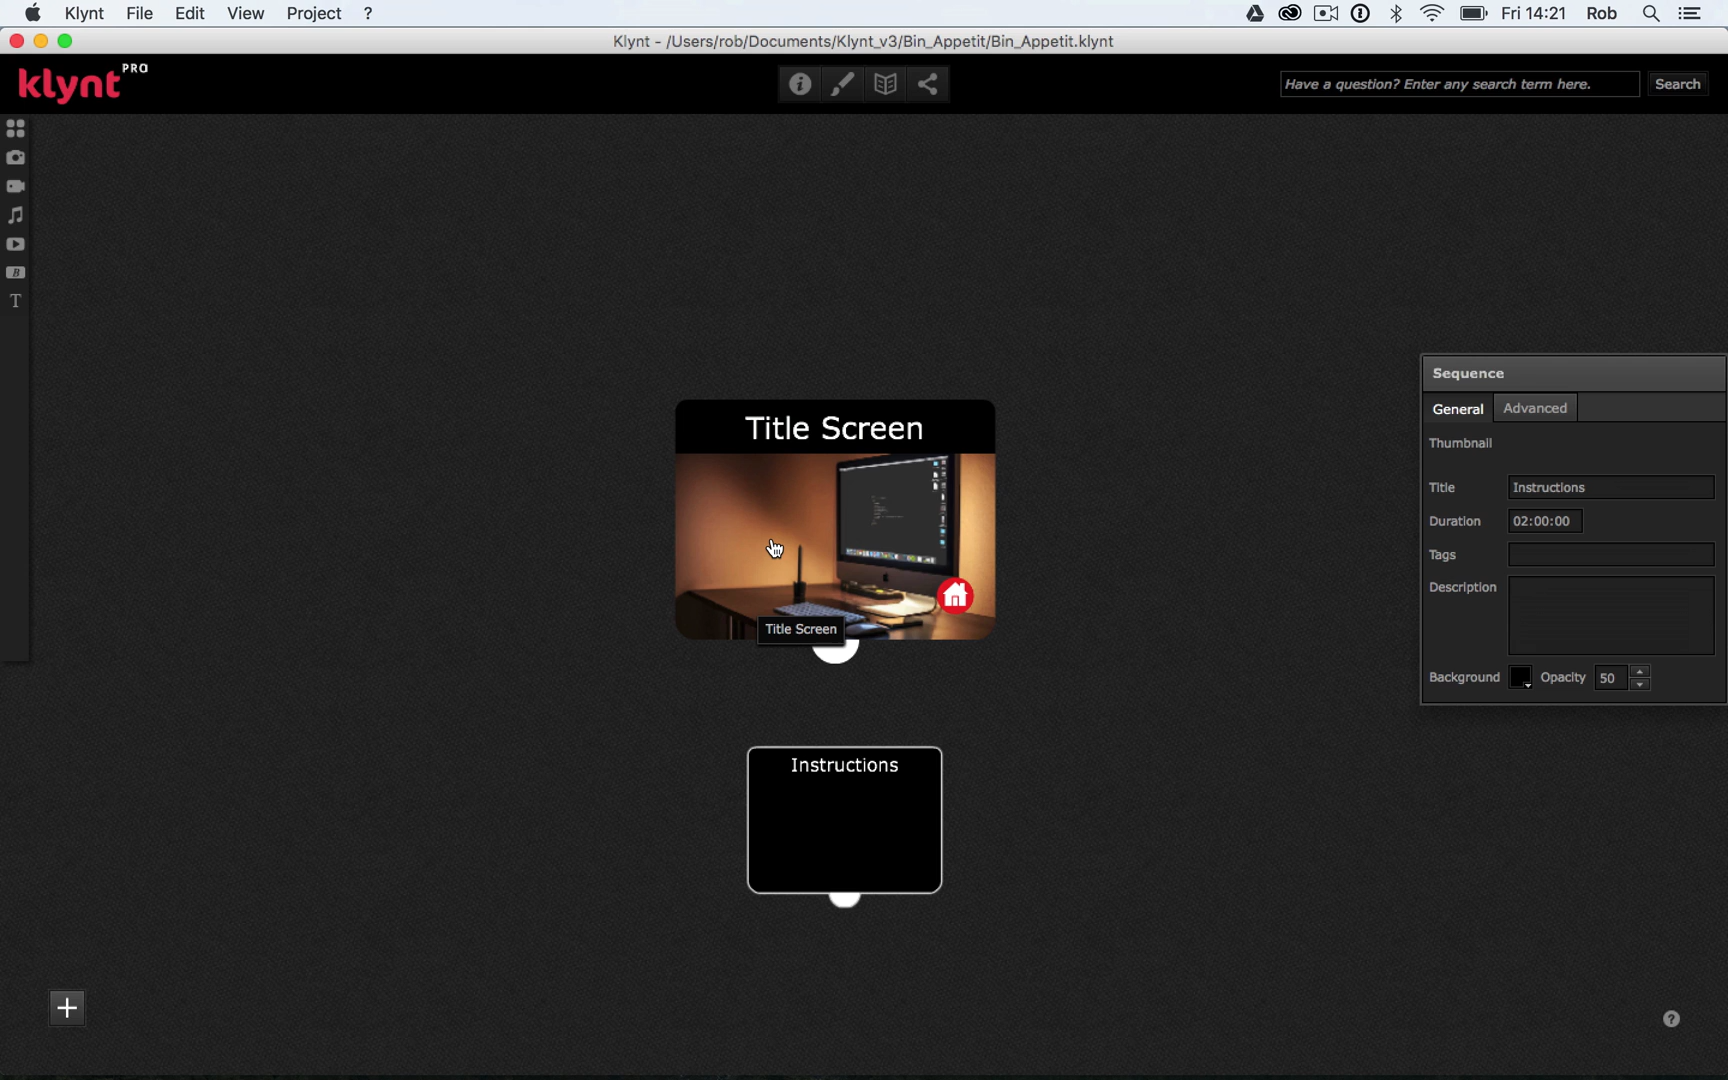 Klynt File Edit View Project ? Fri 14:21 Rob
Klynt - /Users/rob/Documents/Klynt_v3/Bin_Appetit/Bin_Appetit.klynt
klynt PRO
Have a question? Enter any search term here. Search
B
T
Title Screen
Title Screen
Instructions
Sequence
General Advanced
Thumbnail
Title Instructions
Duration 02:00:00
Tags
Description
Background Opacity 50
+
?